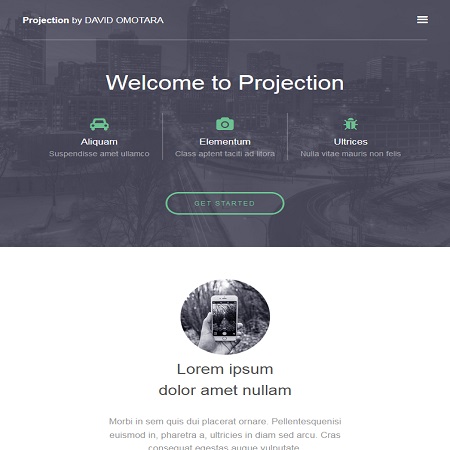 Projection by DAVID OMOTARA
Welcome to Projection
Aliquam
Suspendisse amet ullamco
Elementum
Class aptent taciti ad litora
Ultrices
Nulla vitae mauris non felis
GET STARTED
Lorem ipsum
dolor amet nullam
Morbi in sem quis dui placerat ornare. Pellentesquenisi
euismod in, pharetra a, ultricies in diam sed arcu. Cras
consequat egestas augue vulputate.